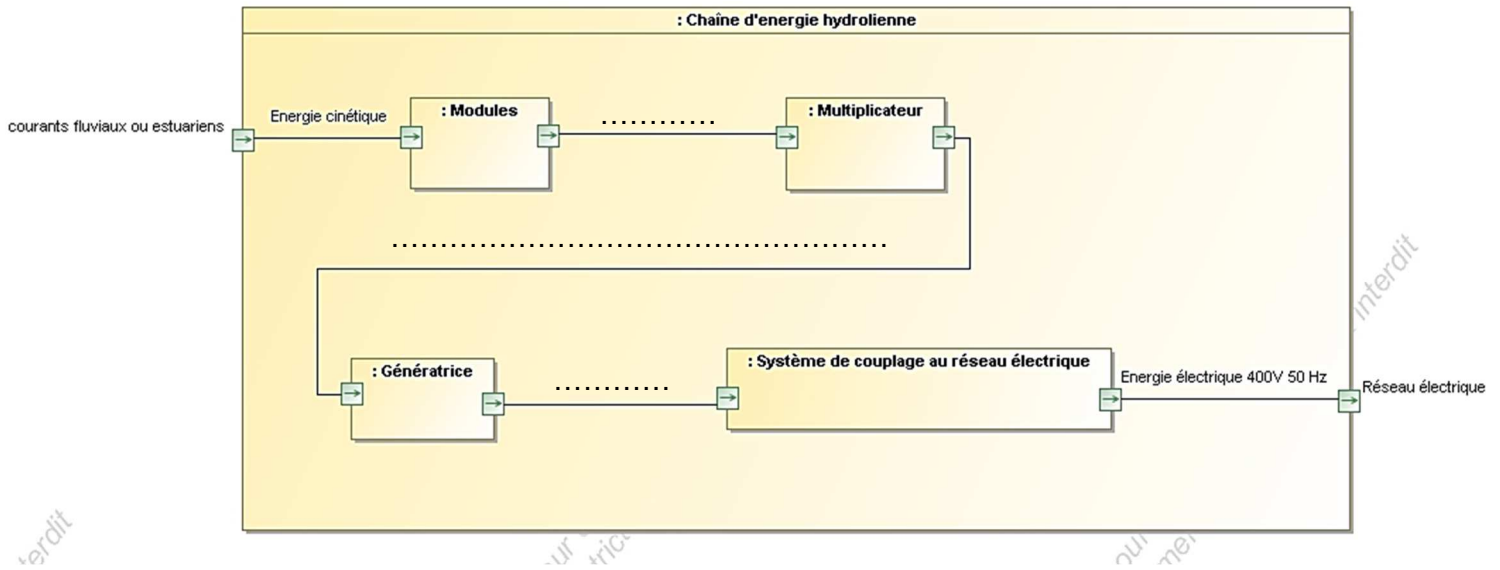 : Chaîne d'energie hydrolienne
courants fluviaux ou estuariens
Energie cinétique
: Modules
............
: Multiplicateur
....................................................
: Génératrice
............
: Système de couplage au réseau électrique
Energie électrique 400V 50 Hz
Réseau électrique
interdit